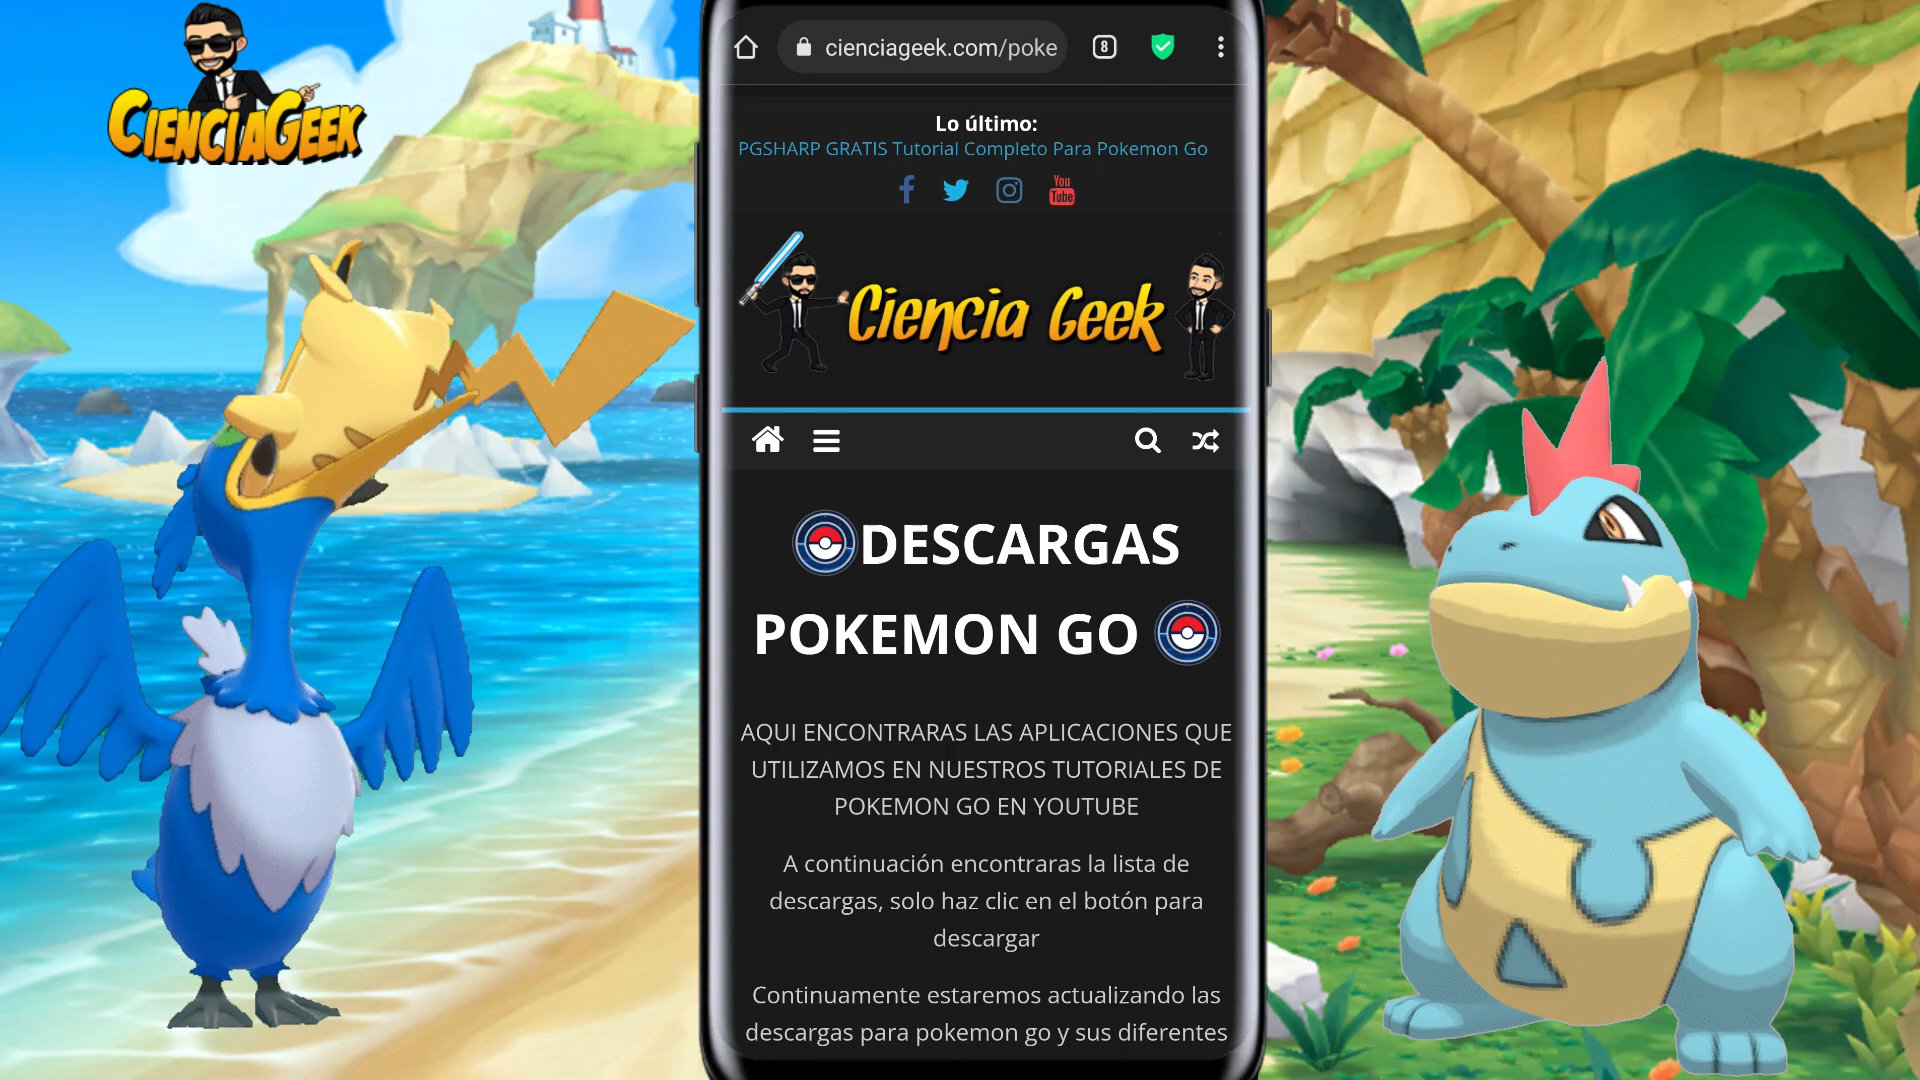 CIENCIAGEEK
cienciageek.com/poke
8
Lo último:
PGSHARP GRATIS Tutorial Completo Para Pokemon Go
You
Tube
Ciencia Geek
DESCARGAS
POKEMON GO
AQUI ENCONTRARAS LAS APLICACIONES QUE
UTILIZAMOS EN NUESTROS TUTORIALES DE
POKEMON GO EN YOUTUBE
A continuación encontraras la lista de
descargas, solo haz clic en el botón para
descargar
Continuamente estaremos actualizando las
descargas para pokemon go y sus diferentes